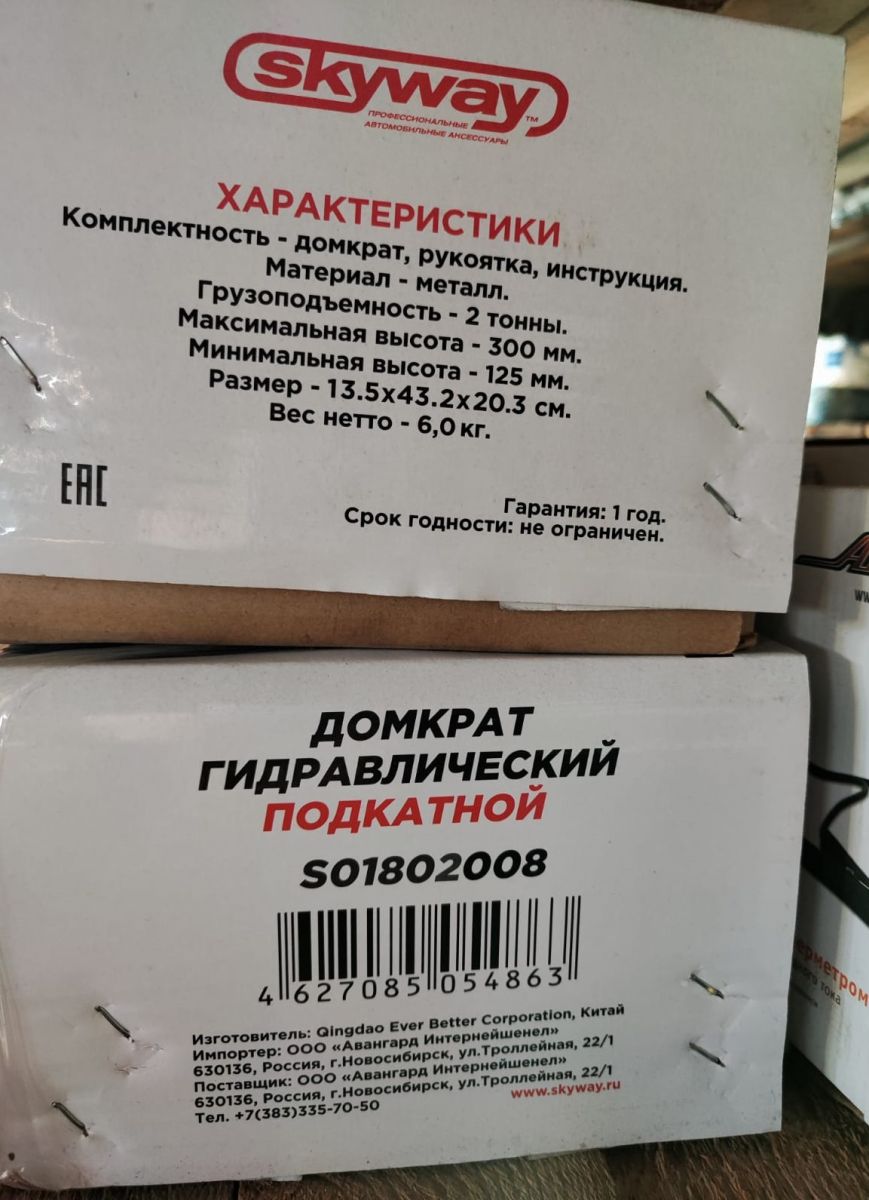 skyway™
ПРОФЕССИОНАЛЬНЫЕ
АВТОМОБИЛЬНЫЕ АКСЕССУАРЫ
ХАРАКТЕРИСТИКИ
Комплектность - домкрат, рукоятка, инструкция.
Материал - металл.
Грузоподъемность - 2 тонны.
Максимальная высота - 300 мм.
Минимальная высота - 125 мм.
Размер - 13.5х43.2х20.3 см.
Вес нетто - 6,0 кг.
EAC
Гарантия: 1 год.
Срок годности: не ограничен.
ДОМКРАТ
ГИДРАВЛИЧЕСКИЙ
ПОДКАТНОЙ
S01802008
4 627085 054863
Изготовитель: Qingdao Ever Better Corporation, Китай
Импортер: ООО «Авангард Интернейшенел»
630136, Россия, г.Новосибирск, ул.Троллейная, 22/1
Поставщик: ООО «Авангард Интернейшенел»
630136, Россия, г.Новосибирск, ул.Троллейная, 22/1
Тел. +7(383)335-70-50
www.skyway.ru